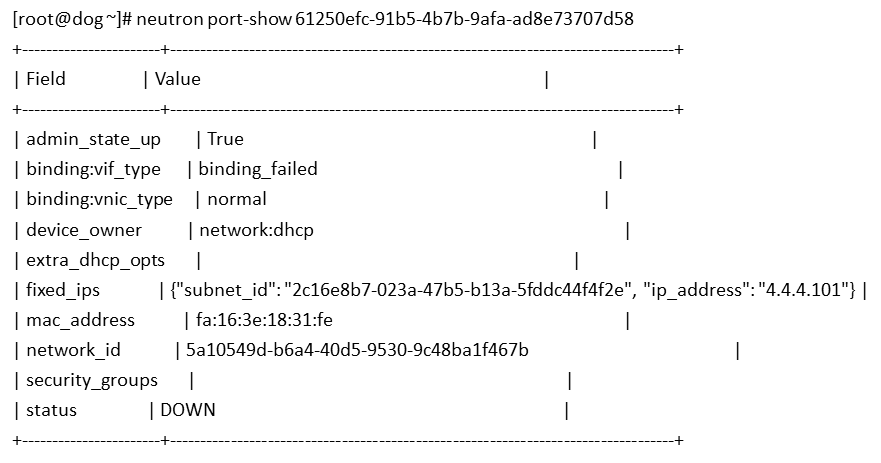 [root@dog ~]# neutron port-show 61250efc-91b5-4b7b-9afa-ad8e73707d58
+----------------------+--------------------------------------------------------------------------------+
| Field | Value |
+----------------------+--------------------------------------------------------------------------------+
| admin_state_up | True |
| binding:vif_type | binding_failed |
| binding:vnic_type | normal |
| device_owner | network:dhcp |
| extra_dhcp_opts | |
| fixed_ips | {"subnet_id": "2c16e8b7-023a-47b5-b13a-5fddc44f4f2e", "ip_address": "4.4.4.101"} |
| mac_address | fa:16:3e:18:31:fe |
| network_id | 5a10549d-b6a4-40d5-9530-9c48ba1f467b |
| security_groups | |
| status | DOWN |
+----------------------+--------------------------------------------------------------------------------+